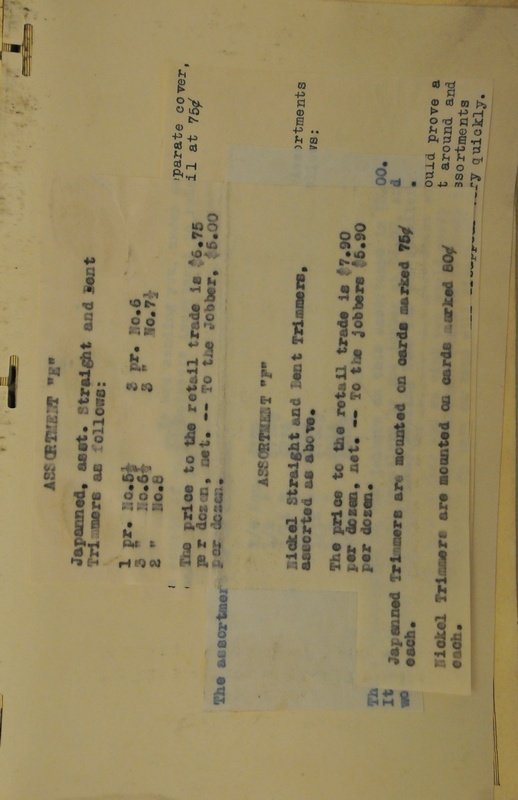 ASSORTMENT "E"
Japanned, asst. Straight and Bent
Trimmers as follows:
1 pr. No.5½ 3 pr. No.6
3 " No.6½ 3 No.7½
2 " No.8
The price to the retail trade is $6.75
per dozen, net. -- To the Jobber, $5.00
per dozen.
ASSORTMENT "F"
Nickel Straight and Bent Trimmers,
assorted as above.
The price to the retail trade is $7.90
per dozen, net. -- To the jobbers $5.90
per dozen.
Japanned Trimmers are mounted on cards marked 75¢
each.
Nickel Trimmers are mounted on cards marked 80¢
each.
parate cover,
il at 75¢
The assortmen
rtments
ws:
Th
It
wo
00.
d
ould prove a
t around and
ssortments
ry quickly.